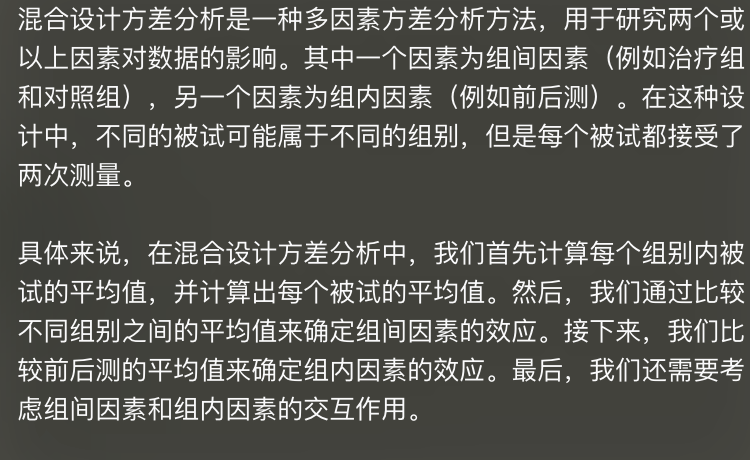 混合设计方差分析是一种多因素方差分析方法，用于研究两个或
以上因素对数据的影响。其中一个因素为组间因素（例如治疗组
和对照组），另一个因素为组内因素（例如前后测）。在这种设
计中，不同的被试可能属于不同的组别，但是每个被试都接受了
两次测量。
具体来说，在混合设计方差分析中，我们首先计算每个组别内被
试的平均值，并计算出每个被试的平均值。然后，我们通过比较
不同组别之间的平均值来确定组间因素的效应。接下来，我们比
较前后测的平均值来确定组内因素的效应。最后，我们还需要考
虑组间因素和组内因素的交互作用。